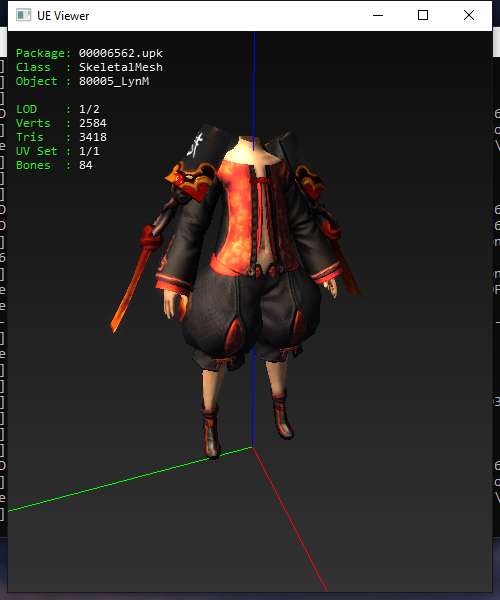 UE Viewer
Package: 00006562.upk
Class : SkeletalMesh
Object : 80005_LynM
LOD : 1/2
Verts : 2584
Tris : 3418
UV Set : 1/1
Bones : 84